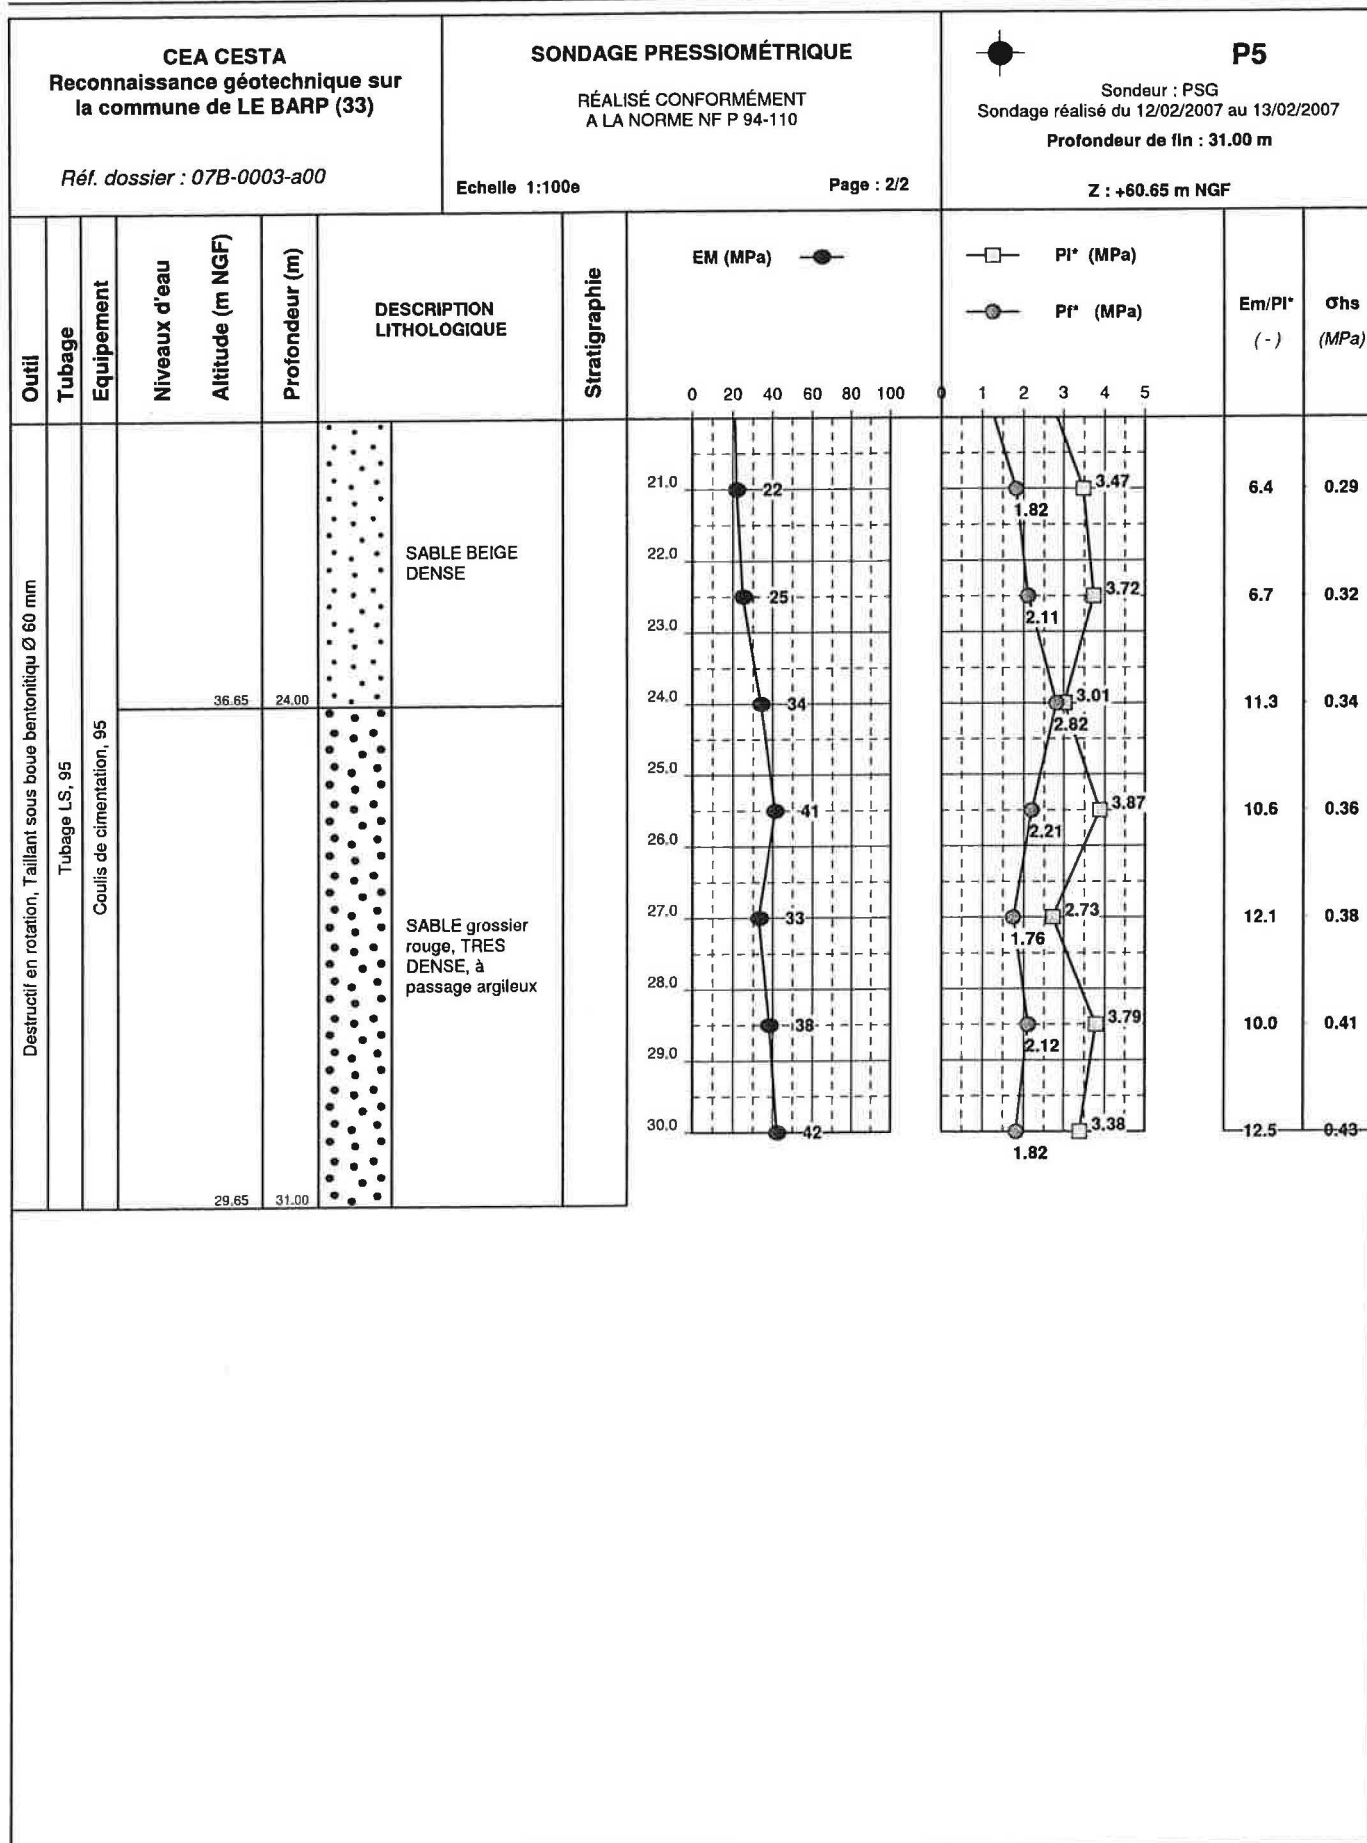 CEA CESTA
Reconnaissance géotechnique sur
la commune de LE BARP (33)
Réf. dossier : 07B-0003-a00
SONDAGE PRESSIOMÉTRIQUE
RÉALISÉ CONFORMÉMENT
A LA NORME NF P 94-110
Echelle 1:100e
Page : 2/2
P5
Sondeur : PSG
Sondage réalisé du 12/02/2007 au 13/02/2007
Profondeur de fin : 31.00 m
Z : +60.65 m NGF
Outil
Tubage
Equipement
Niveaux d'eau
Altitude (m NGF)
Profondeur (m)
DESCRIPTION
LITHOLOGIQUE
Stratigraphie
EM (MPa)
0 20 40 60 80 100
Pl* (MPa)
Pf* (MPa)
0 1 2 3 4 5
Em/Pl*
( - )
σhs
(MPa)
Destructif en rotation, Taillant sous boue bentonitiqu Ø 60 mm
Tubage LS, 95
Coulis de cimentation, 95
SABLE BEIGE
DENSE
36.65 24.00
SABLE grossier
rouge, TRES
DENSE, à
passage argileux
29.65 31.00
21.0 22 3.47 6.4 0.29
1.82
22.0
25 3.72 6.7 0.32
2.11
23.0
24.0 34 3.01 11.3 0.34
2.82
25.0
41 3.87 10.6 0.36
2.21
26.0
27.0 33 2.73 12.1 0.38
1.76
28.0
38 3.79 10.0 0.41
2.12
29.0
30.0 42 3.38 12.5 0.43
1.82